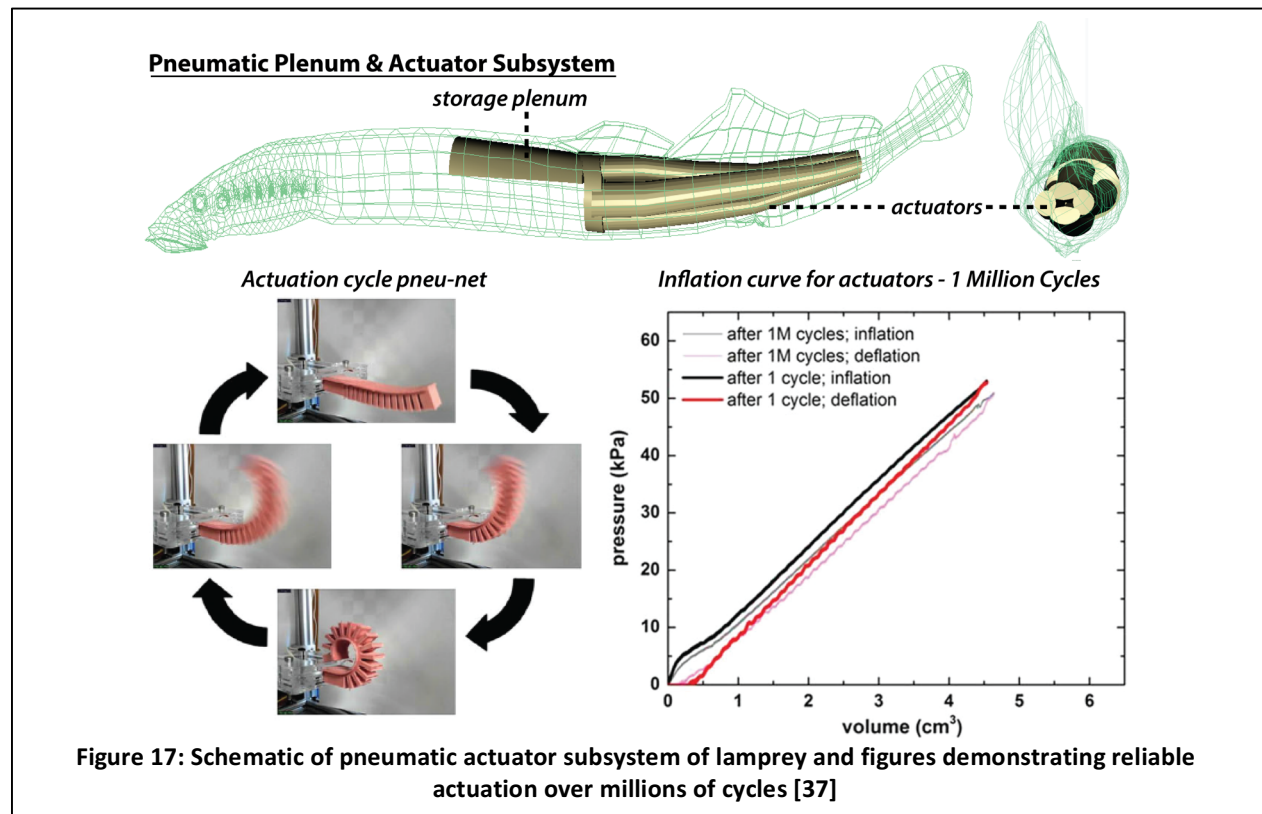 Pneumatic Plenum & Actuator Subsystem
storage plenum
actuators
Actuation cycle pneu-net
Inflation curve for actuators - 1 Million Cycles
after 1M cycles; inflation
after 1M cycles; deflation
after 1 cycle; inflation
after 1 cycle; deflation
pressure (kPa)
60
50
40
30
20
10
0
0 1 2 3 4 5 6
volume (cm³)
Figure 17: Schematic of pneumatic actuator subsystem of lamprey and figures demonstrating reliable
actuation over millions of cycles [37]